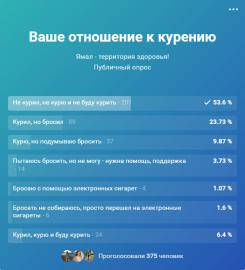 Ваше отношение к курению
Ямал - территория здоровья!
Публичный опрос
Не курил, не курю и не буду курить · 201
53.6 %
Курил, но бросил · 89
23.73 %
Курю, но подумываю бросить · 37
9.87 %
Пытаюсь бросить, но не могу - нужна помощь, поддержка
· 14
3.73 %
Бросаю с помощью электронных сигарет · 4
1.07 %
Бросать не собираюсь, просто перешел на электронные
сигареты · 6
1.6 %
Курил, курю и буду курить · 24
6.4 %
Проголосовали 375 человек